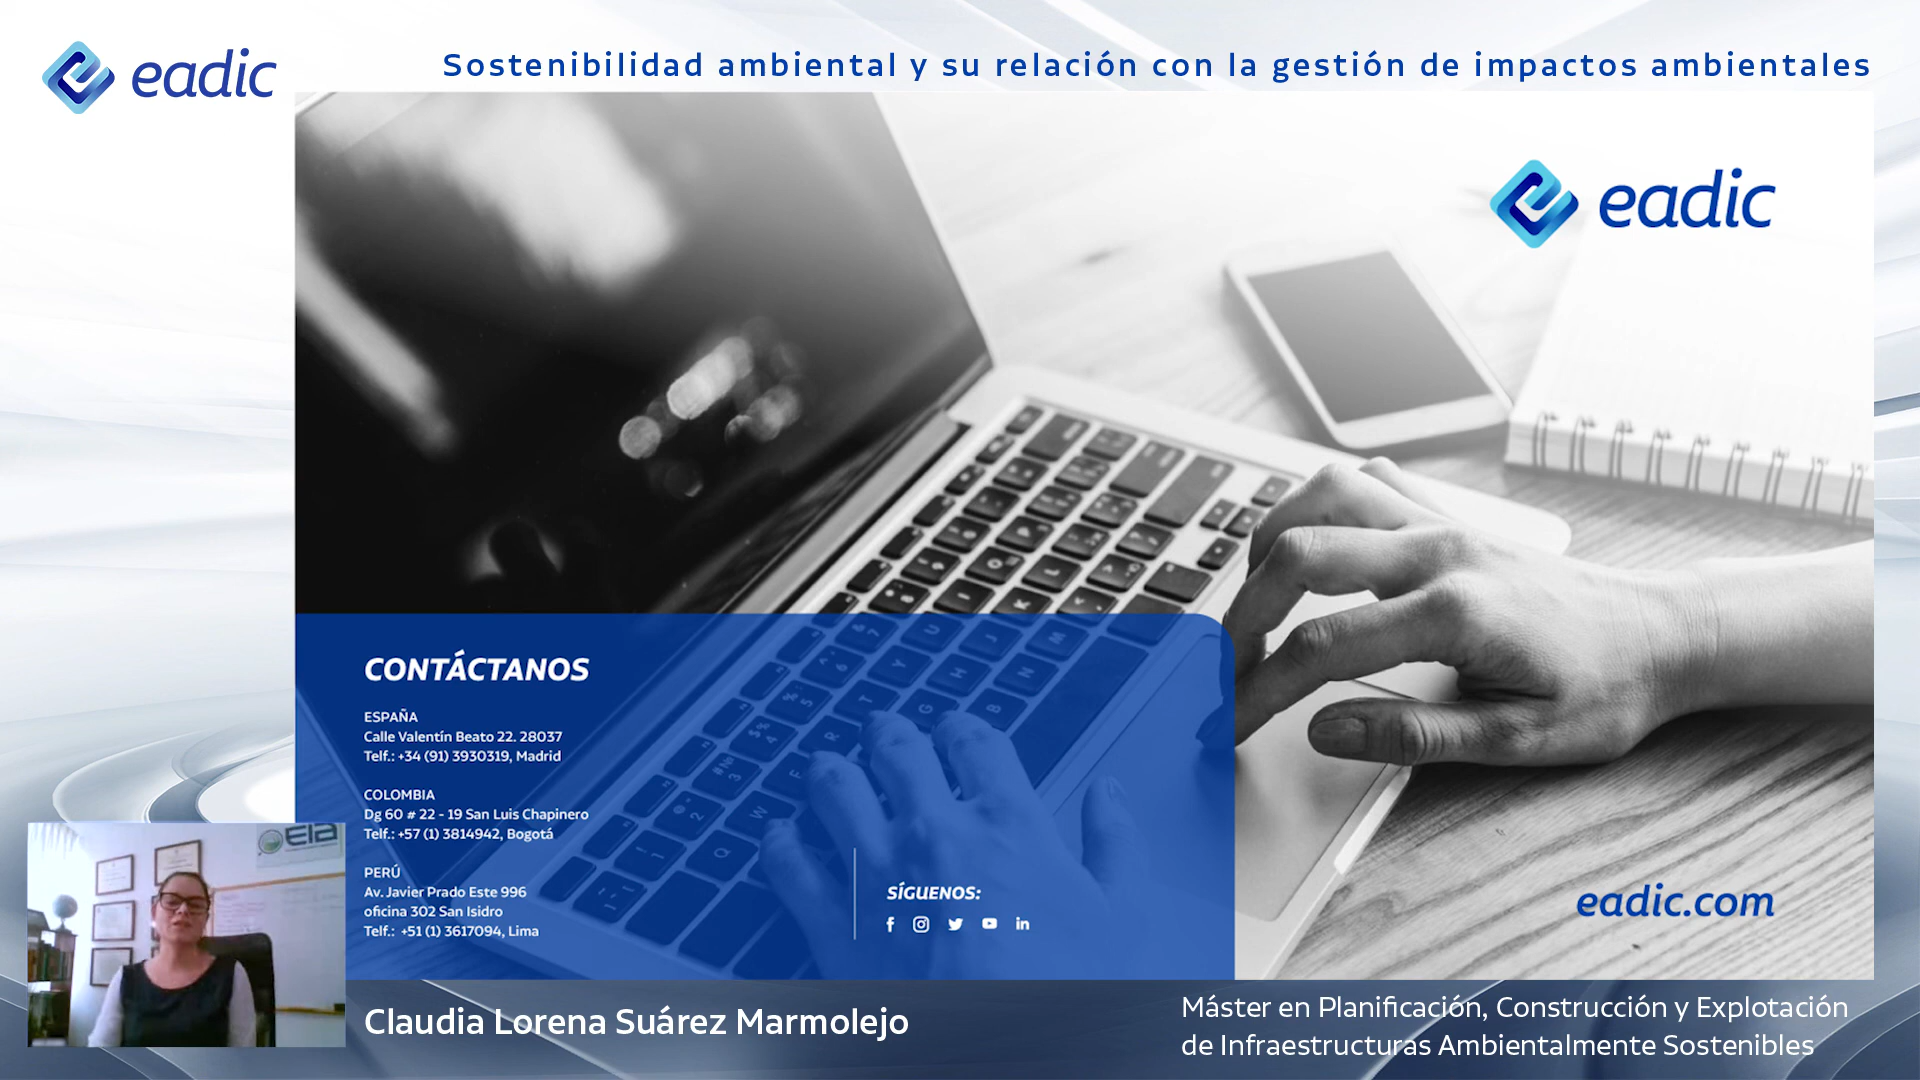 eadic
Sostenibilidad ambiental y su relación con la gestión de impactos ambientales
eadic
CONTÁCTANOS
ESPAÑA
Calle Valentín Beato 22. 28037
Telf.: +34 (91) 3930319, Madrid
COLOMBIA
Dg 60 # 22 - 19 San Luis Chapinero
Telf.: +57 (1) 3814942, Bogotá
PERÚ
Av. Javier Prado Este 996
oficina 302 San Isidro
Telf.: +51 (1) 3617094, Lima
SÍGUENOS:
eadic.com
EIA
Claudia Lorena Suárez Marmolejo
Máster en Planificación, Construcción y Explotación
de Infraestructuras Ambientalmente Sostenibles